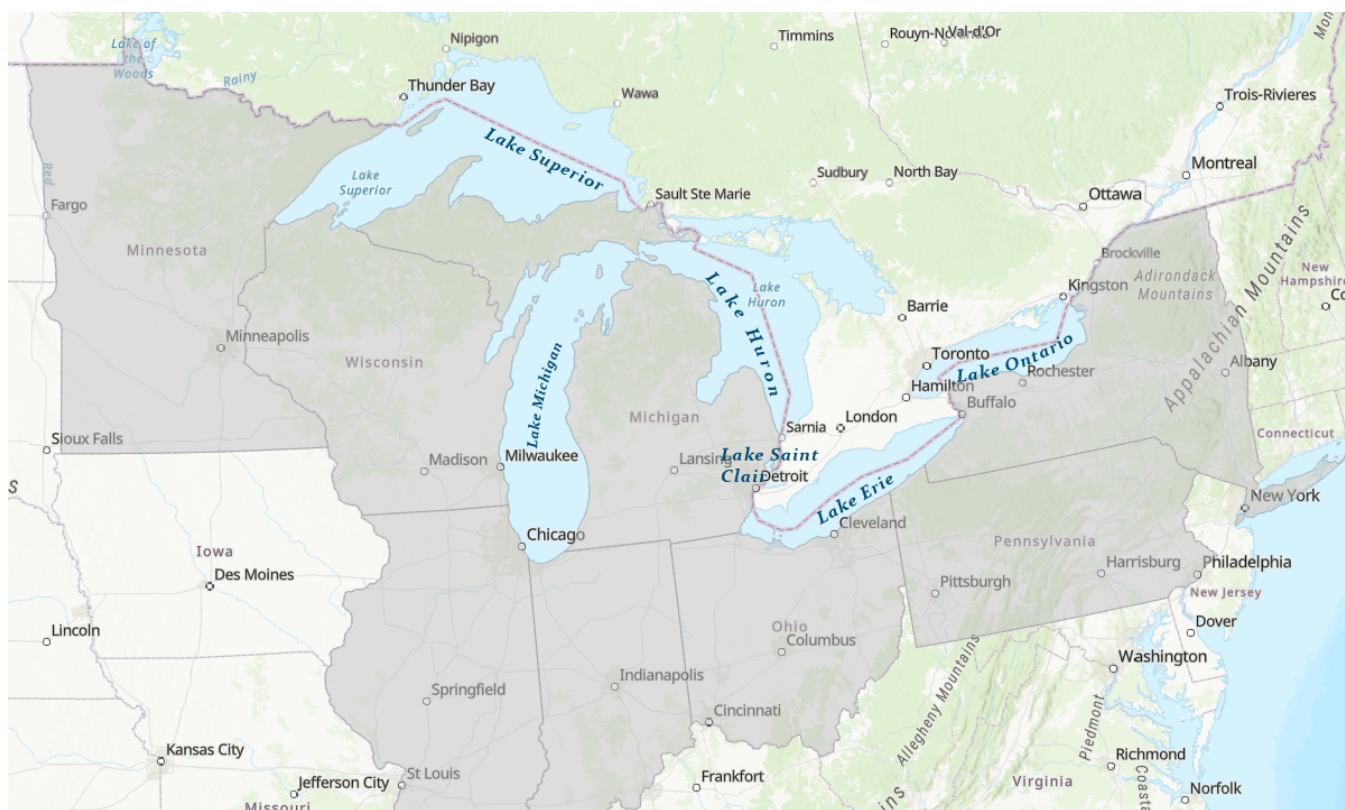 Timmins
Rouyn-No
Val-d'Or
Nipigon
Lake of
the
Woods
Rainy
Thunder Bay
Wawa
Trois-Rivieres
Mon
Lake Superior
Lake
Superior
Sault Ste Marie
Sudbury
North Bay
Montreal
Ottawa
Red
Fargo
Minnesota
Brockville
Adirondack
Mountains
Appalachian Mountains
New
Hampshire
Co
Lake Huron
Lake
Huron
Kingston
Barrie
Minneapolis
Wisconsin
Toronto
Lake Ontario
Rochester
Albany
Hamilton
Buffalo
Lake Michigan
Michigan
Sarnia
London
Connecticut
Sioux Falls
Madison
Milwaukee
Lansing
Lake Saint
Clair
Detroit
Lake Erie
s
New York
Cleveland
Chicago
Iowa
Des Moines
Pennsylvania
Harrisburg
Philadelphia
Pittsburgh
New Jersey
Lincoln
Ohio
Columbus
Dover
Washington
Indianapolis
Springfield
Allegheny Mountains
Piedmont
Cincinnati
Kansas City
Jefferson City
St Louis
Frankfort
Richmond
Virginia
Coasta
Norfolk
Missouri
ins